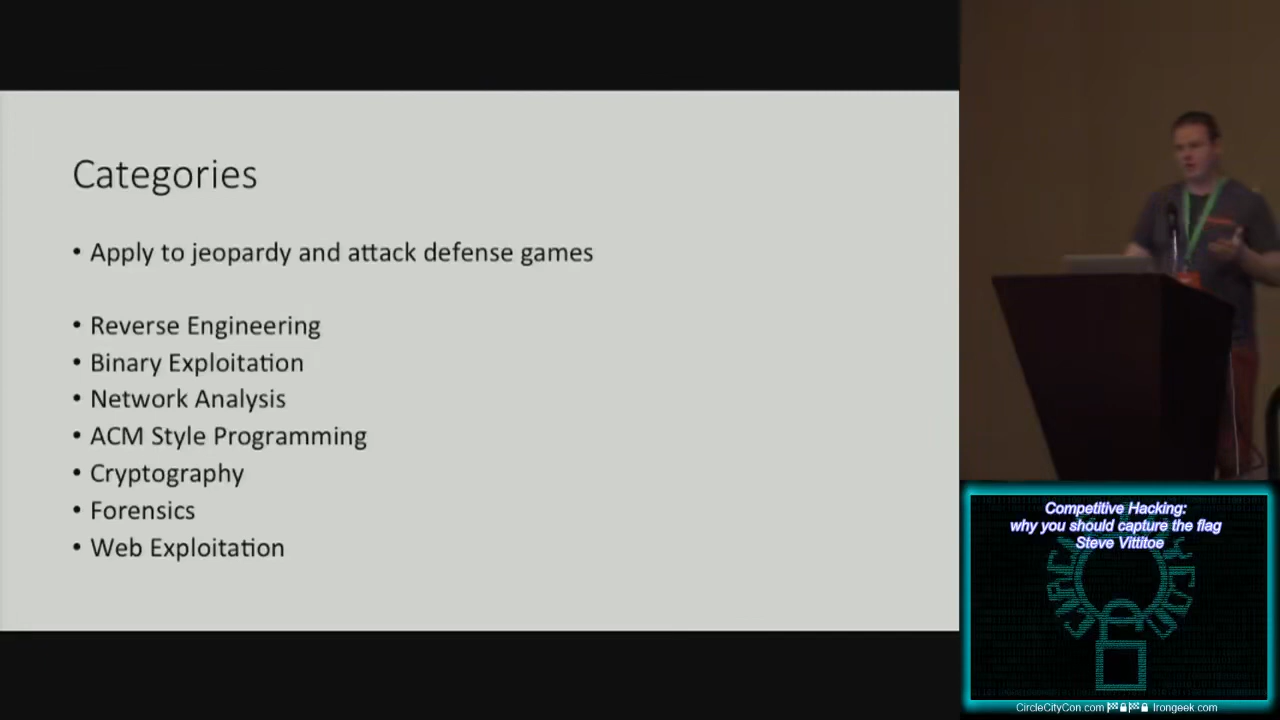 Categories
• Apply to jeopardy and attack defense games
• Reverse Engineering
• Binary Exploitation
• Network Analysis
• ACM Style Programming
• Cryptography
• Forensics
• Web Exploitation
Competitive Hacking:
why you should capture the flag
Steve Vittitoe
CircleCityCon.com Irongeek.com